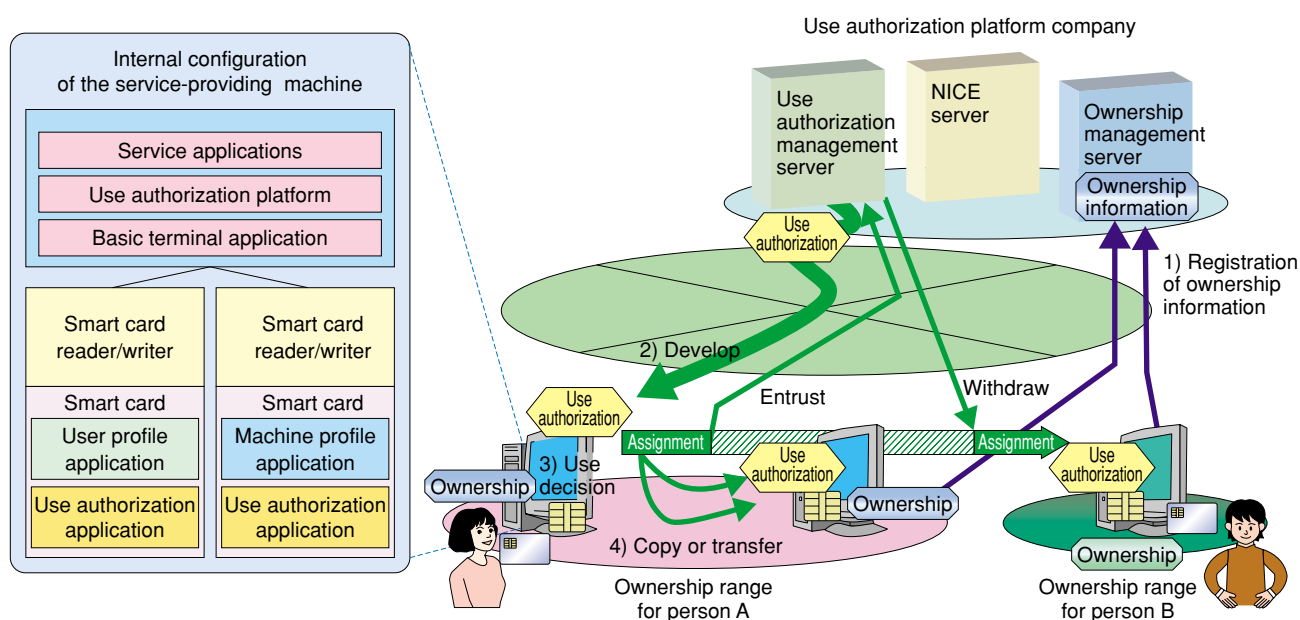 Use authorization platform company
Internal configuration
of the service-providing machine
Service applications
Use authorization platform
Basic terminal application
Smart card
reader/writer
Smart card
reader/writer
Smart card
User profile
application
Use authorization
application
Smart card
Machine profile
application
Use authorization
application
Use
authorization
management
server
NICE
server
Ownership
management
server
Ownership
information
Use
authorization
1) Registration
of ownership
information
2) Develop
Entrust
Withdraw
Use
authorization
Assignment
Assignment
3) Use
decision
Ownership
Use
authorization
Ownership
Use
authorization
Ownership
4) Copy or transfer
Ownership range
for person A
Ownership range
for person B